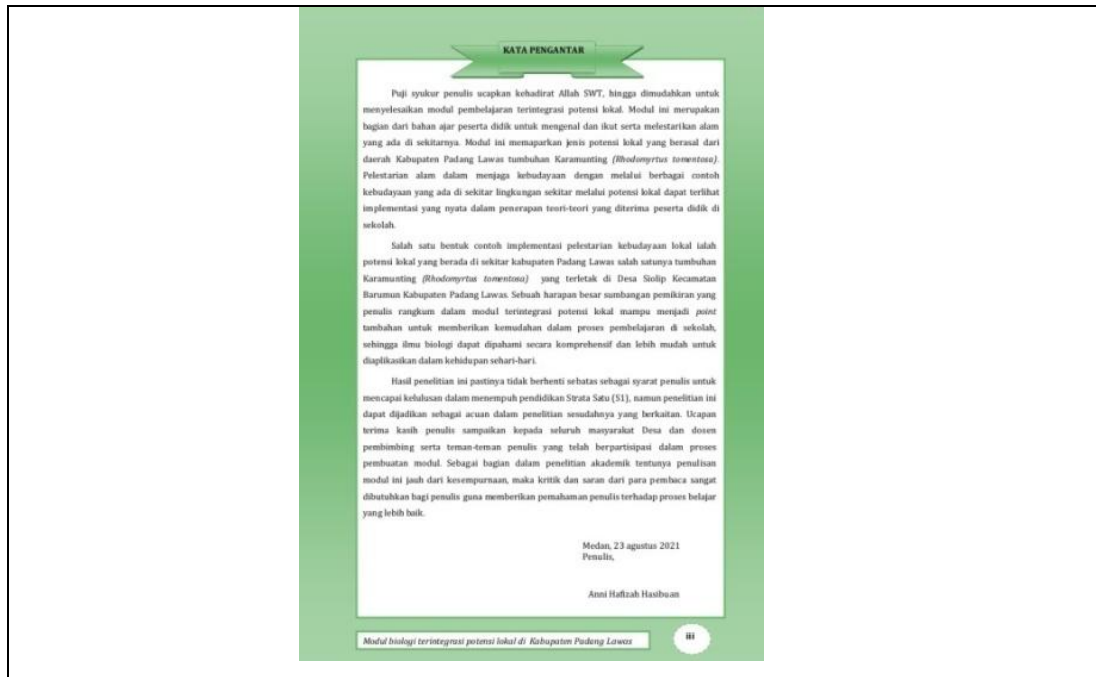 KATA PENGANTAR
Puji syukur penulis ucapkan kehadirat Allah SWT, hingga dimudahkan untuk
menyelesaikan modul pembelajaran terintegrasi potensi lokal. Modul ini merupakan
bagian dari bahan ajar peserta didik untuk mengenal dan ikut serta melestarikan alam
yang ada di sekitarnya. Modul ini memaparkan jenis potensi lokal yang berasal dari
daerah Kabupaten Padang Lawas tumbuhan Karamunting (Rhodomyrtus tomentosa).
Pelestarian alam dalam menjaga kebudayaan dengan melalui berbagai contoh
kebudayaan yang ada di sekitar lingkungan sekitar melalui potensi lokal dapat terlihat
implementasi yang nyata dalam penerapan teori-teori yang diterima peserta didik di
sekolah.
Salah satu bentuk contoh implementasi pelestarian kebudayaan lokal ialah
potensi lokal yang berada di sekitar kabupaten Padang Lawas salah satunya tumbuhan
Karamunting (Rhodomyrtus tomentosa) yang terletak di Desa Siolip Kecamatan
Barumun Kabupaten Padang Lawas. Sebuah harapan besar sumbangan pemikiran yang
penulis rangkum dalam modul terintegrasi potensi lokal mampu menjadi point
tambahan untuk memberikan kemudahan dalam proses pembelajaran di sekolah,
sehingga ilmu biologi dapat dipahami secara komprehensif dan lebih mudah untuk
diaplikasikan dalam kehidupan sehari-hari.
Hasil penelitian ini pastinya tidak berhenti sebatas sebagai syarat penulis untuk
mencapai kelulusan dalam menempuh pendidikan Strata Satu (S1), namun penelitian ini
dapat dijadikan sebagai acuan dalam penelitian sesudahnya yang berkaitan. Ucapan
terima kasih penulis sampaikan kepada seluruh masyarakat Desa dan dosen
pembimbing serta teman-teman penulis yang telah berpartisipasi dalam proses
pembuatan modul. Sebagai bagian dalam penelitian akademik tentunya penulisan
modul ini jauh dari kesempurnaan, maka kritik dan saran dari para pembaca sangat
dibutuhkan bagi penulis guna memberikan pemahaman penulis terhadap proses belajar
yang lebih baik.
Medan, 23 agustus 2021
Penulis,
Anni Hafizah Hasibuan
Modul biologi terintegrasi potensi lokal di Kabupaten Padang Lawas
iii